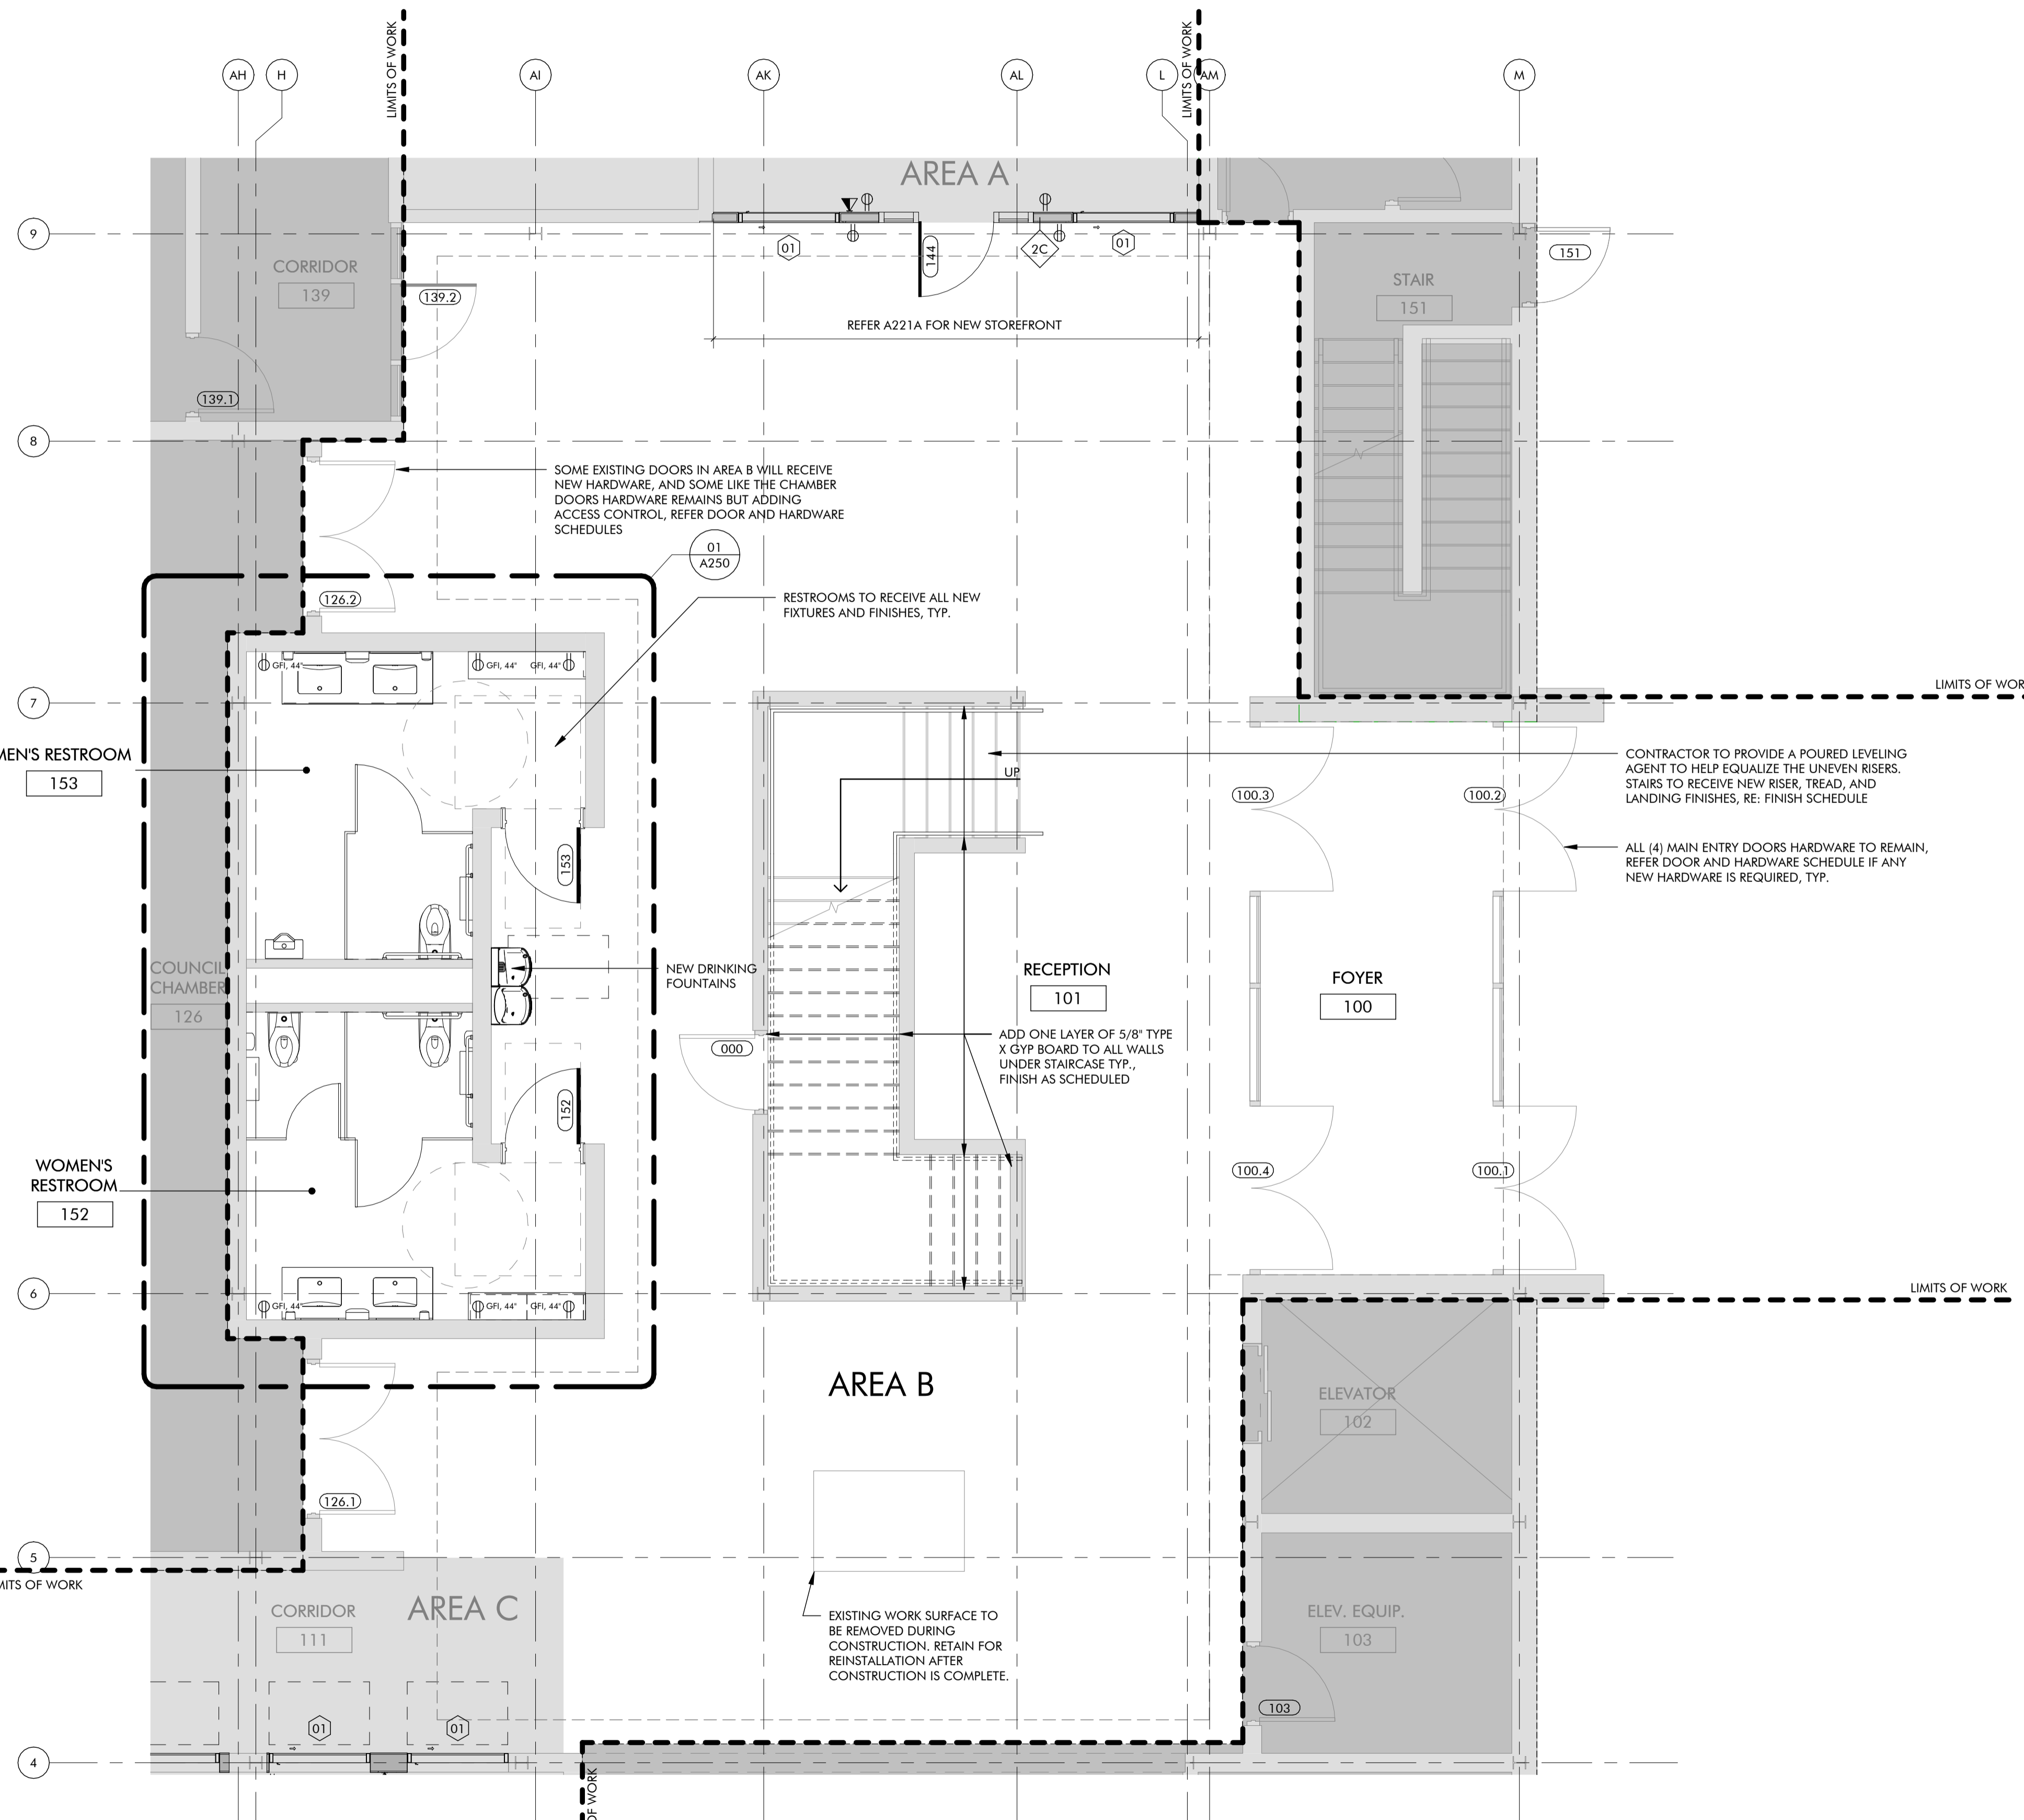 LIMITS OF WORK
LIMITS OF WORK
AH
H
AI
AK
AL
L
AM
M
AREA A
9
CORRIDOR
139
139.2
139.1
01
144
2C
01
REFER A221A FOR NEW STOREFRONT
STAIR
151
151
8
SOME EXISTING DOORS IN AREA B WILL RECEIVE
NEW HARDWARE, AND SOME LIKE THE CHAMBER
DOORS HARDWARE REMAINS BUT ADDING
ACCESS CONTROL, REFER DOOR AND HARDWARE
SCHEDULES
01
A250
126.2
RESTROOMS TO RECEIVE ALL NEW
FIXTURES AND FINISHES, TYP.
GFI, 44"
GFI, 44"
GFI, 44"
7
LIMITS OF WOR
MEN'S RESTROOM
153
UP
CONTRACTOR TO PROVIDE A POURED LEVELING
AGENT TO HELP EQUALIZE THE UNEVEN RISERS.
STAIRS TO RECEIVE NEW RISER, TREAD, AND
LANDING FINISHES, RE: FINISH SCHEDULE
100.3
100.2
153
ALL (4) MAIN ENTRY DOORS HARDWARE TO REMAIN,
REFER DOOR AND HARDWARE SCHEDULE IF ANY
NEW HARDWARE IS REQUIRED, TYP.
COUNCIL
CHAMBER
126
NEW DRINKING
FOUNTAINS
RECEPTION
101
FOYER
100
000
ADD ONE LAYER OF 5/8" TYPE
X GYP BOARD TO ALL WALLS
UNDER STAIRCASE TYP.,
FINISH AS SCHEDULED
152
WOMEN'S
RESTROOM
152
100.4
100.1
6
GFI, 44"
GFI, 44"
GFI, 44"
LIMITS OF WORK
AREA B
ELEVATOR
102
126.1
5
MITS OF WORK
CORRIDOR
111
AREA C
EXISTING WORK SURFACE TO
BE REMOVED DURING
CONSTRUCTION. RETAIN FOR
REINSTALLATION AFTER
CONSTRUCTION IS COMPLETE.
ELEV. EQUIP.
103
103
01
01
4
OF WORK